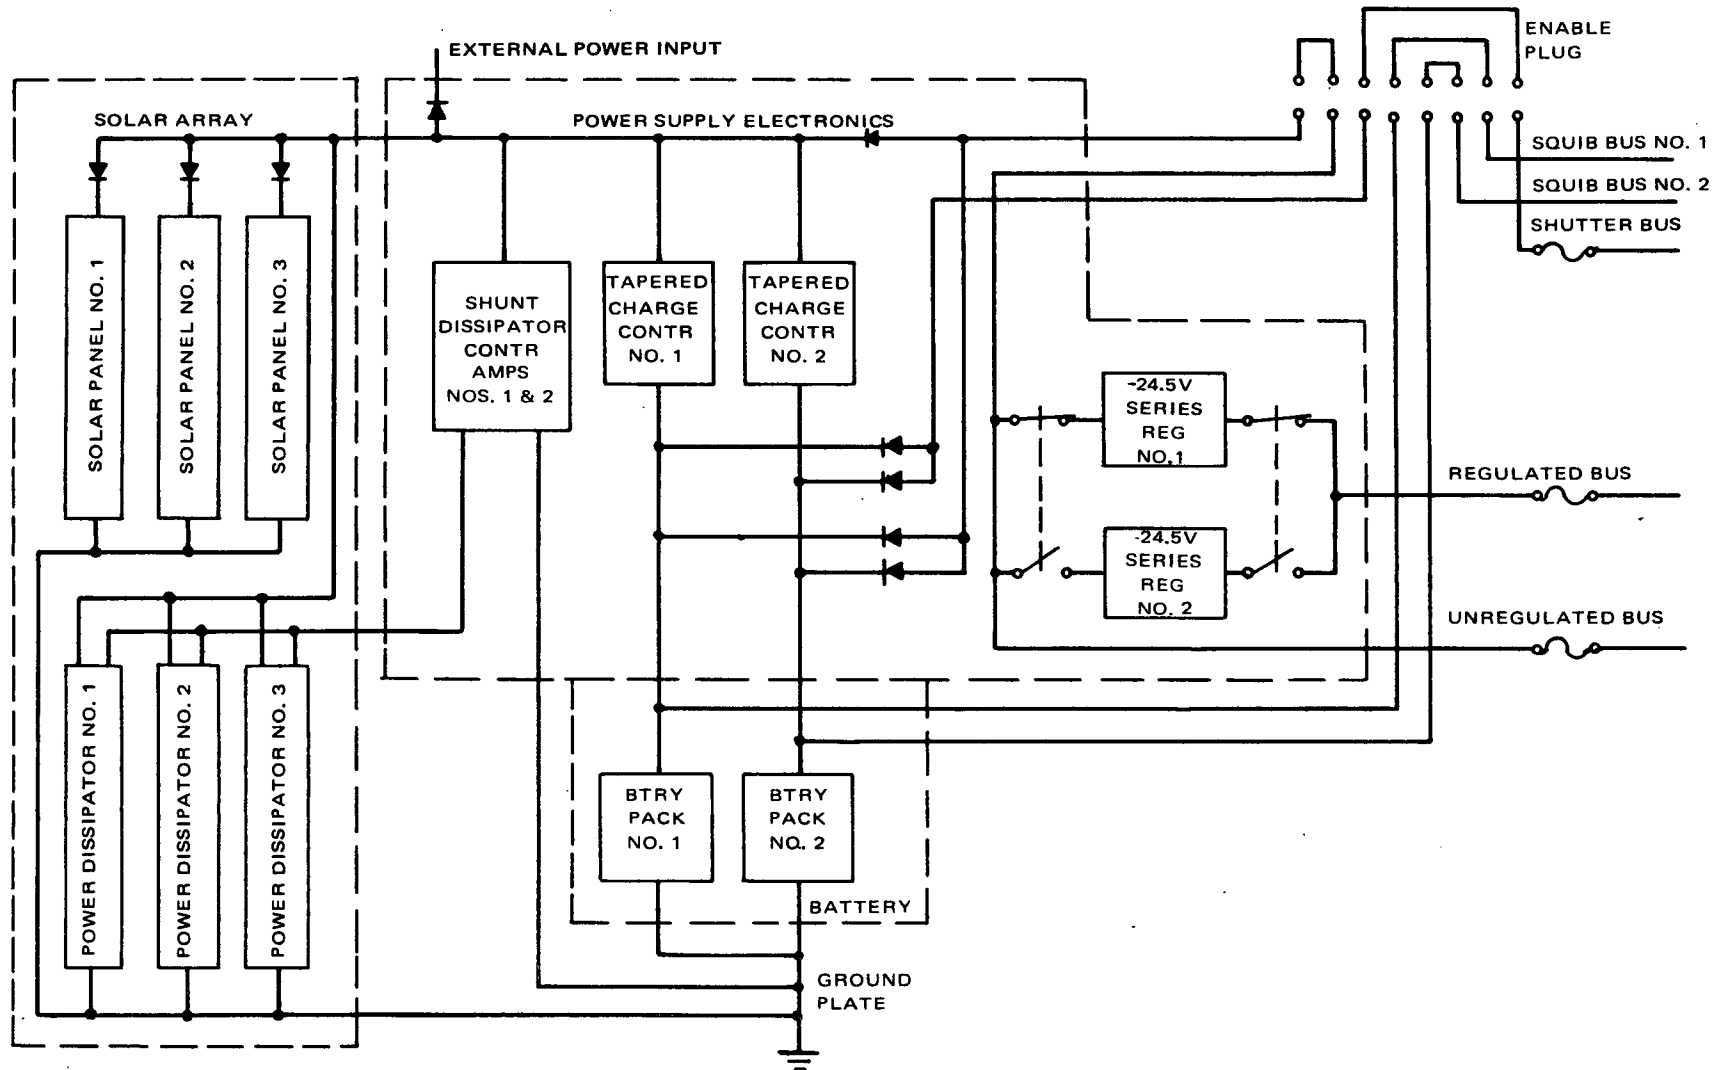 EXTERNAL POWER INPUT
ENABLE
PLUG
SOLAR ARRAY
POWER SUPPLY ELECTRONICS
SQUIB BUS NO. 1
SQUIB BUS NO. 2
SHUTTER BUS
SOLAR PANEL NO. 1
SOLAR PANEL NO. 2
SOLAR PANEL NO. 3
SHUNT
DISSIPATOR
CONTR
AMPS
NOS. 1 & 2
TAPERED
CHARGE
CONTR
NO. 1
TAPERED
CHARGE
CONTR
NO. 2
-24.5V
SERIES
REG
NO.1
REGULATED BUS
-24.5V
SERIES
REG
NO. 2
UNREGULATED BUS
POWER DISSIPATOR NO. 1
POWER DISSIPATOR NO. 2
POWER DISSIPATOR NO. 3
BTRY
PACK
NO. 1
BTRY
PACK
NO. 2
BATTERY
GROUND
PLATE